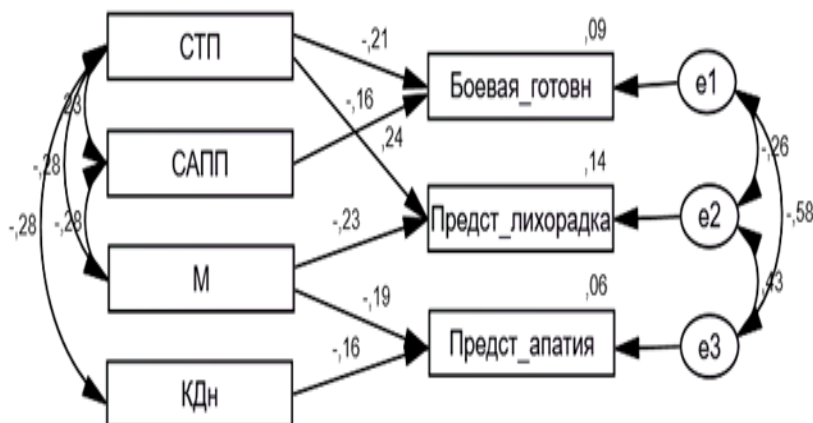 СТП
САПП
М
КДн
Боевая_готовн
Предст_лихорадка
Предст_апатия
e1
e2
e3
,09
,14
,06
-,21
-,16
,24
-,23
-,19
-,16
,23
-,28
-,28
-,28
-,26
-,58
,43